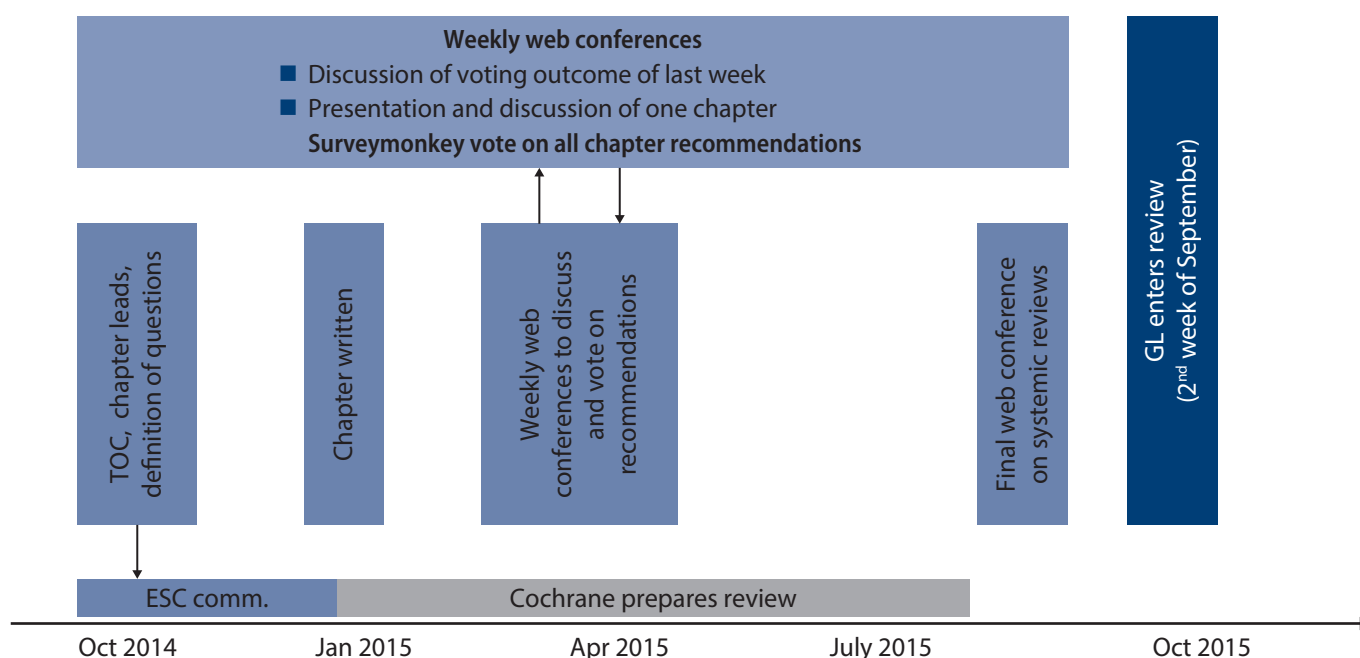 Weekly web conferences
Discussion of voting outcome of last week
Presentation and discussion of one chapter
Surveymonkey vote on all chapter recommendations
TOC, chapter leads,
definition of questions
Chapter written
Weekly web
conferences to discuss
and vote on
recommendations
Final web conference
on systemic reviews
GL enters review
(2nd week of September)
ESC comm.
Cochrane prepares review
Oct 2014
Jan 2015
Apr 2015
July 2015
Oct 2015